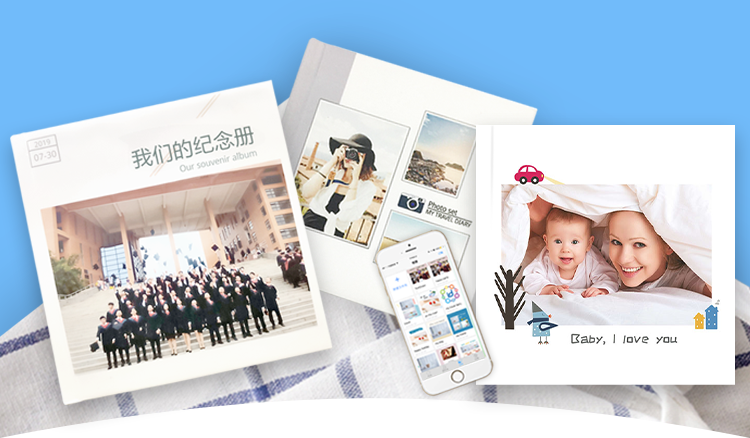 2019
07-30
我们的纪念册
Our souvenir album
Photo set
MY TRAVEL DIARY
Baby, I love you